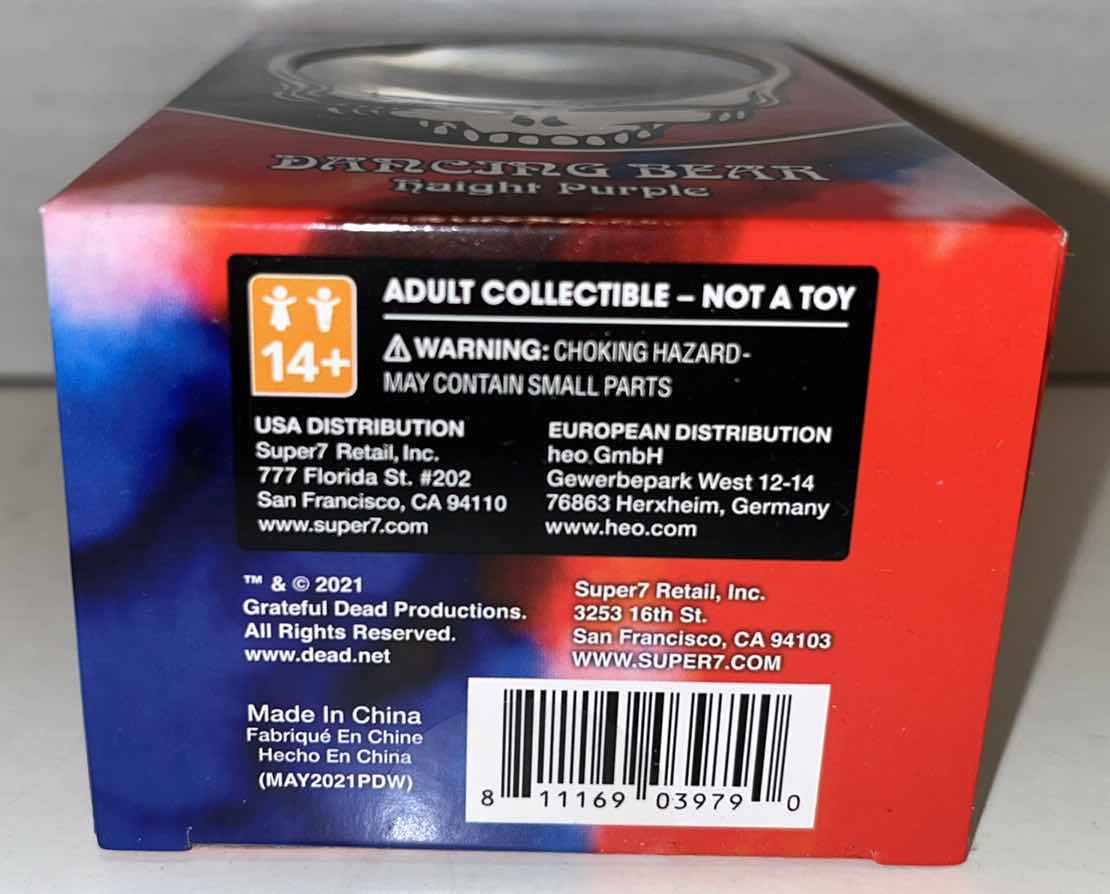 DANCING BEAR
Haight Purple
14+
ADULT COLLECTIBLE – NOT A TOY
⚠ WARNING: CHOKING HAZARD-
MAY CONTAIN SMALL PARTS
USA DISTRIBUTION
Super7 Retail, Inc.
777 Florida St. #202
San Francisco, CA 94110
www.super7.com
EUROPEAN DISTRIBUTION
heo GmbH
Gewerbepark West 12-14
76863 Herxheim, Germany
www.heo.com
™ & © 2021
Grateful Dead Productions.
All Rights Reserved.
www.dead.net
Super7 Retail, Inc.
3253 16th St.
San Francisco, CA 94103
WWW.SUPER7.COM
Made In China
Fabriqué En Chine
Hecho En China
(MAY2021PDW)
8 11169 03979 0